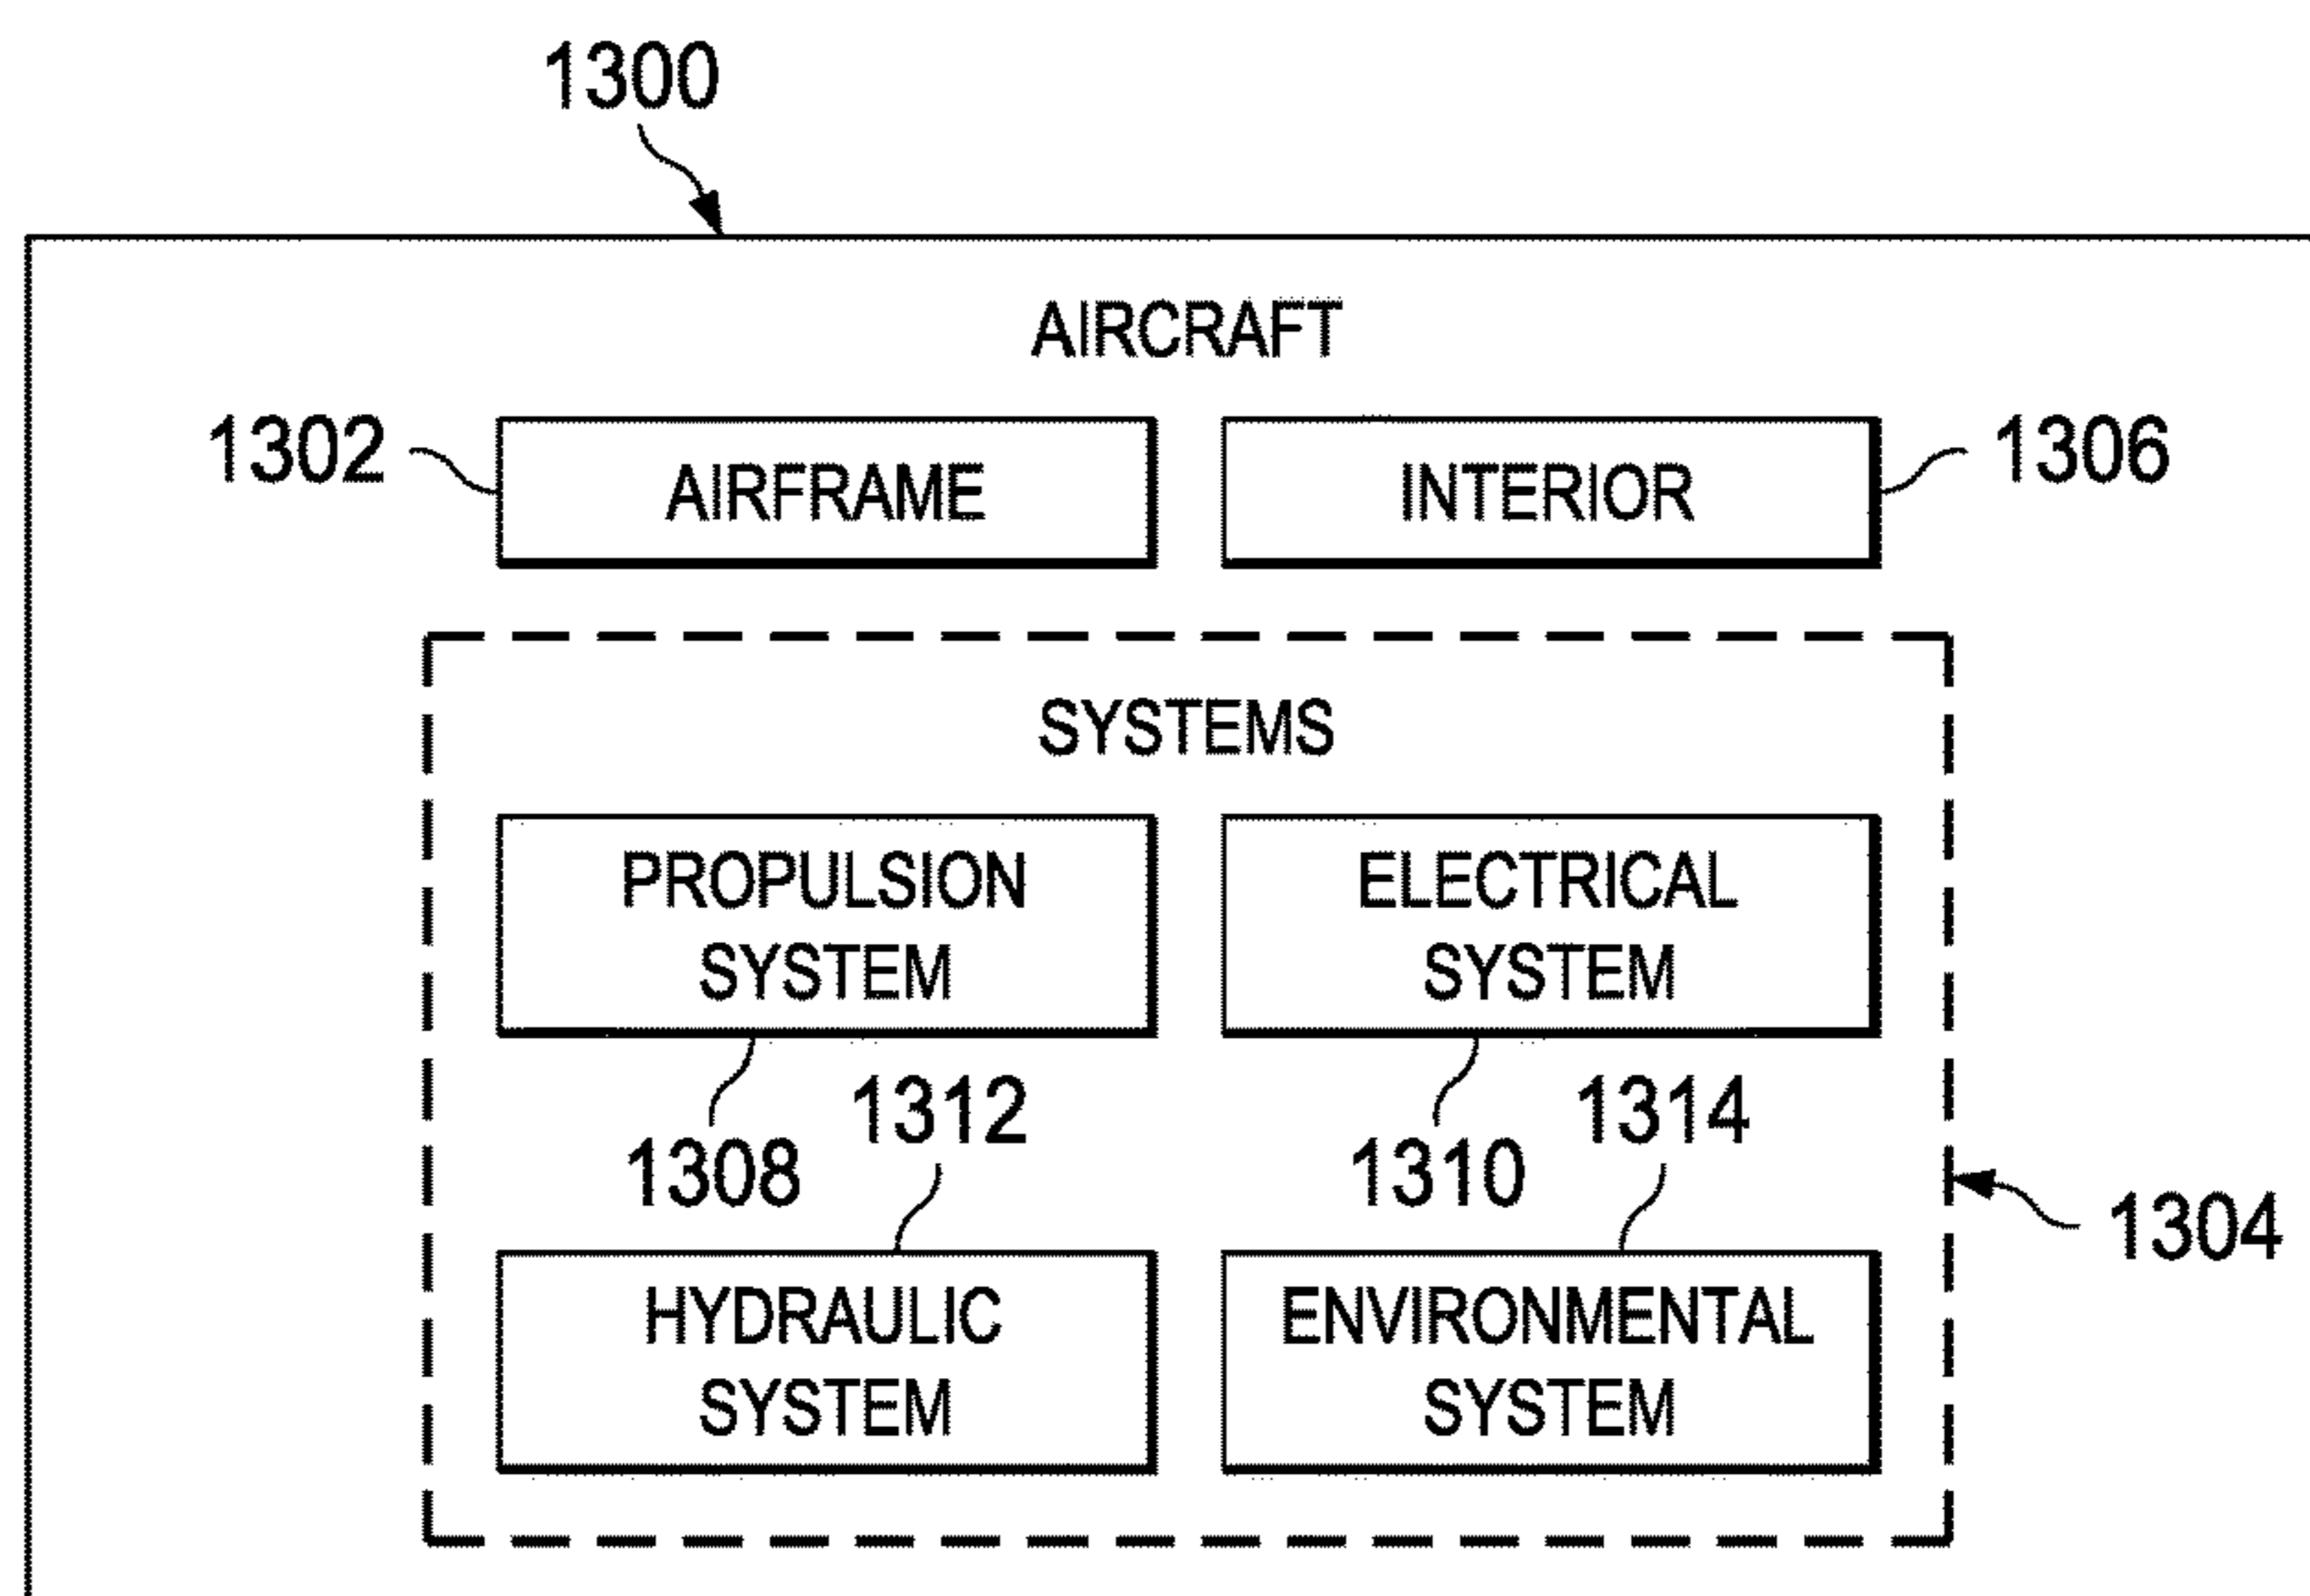 1300
AIRCRAFT
1302
AIRFRAME
INTERIOR
1306
SYSTEMS
PROPULSION
SYSTEM
ELECTRICAL
SYSTEM
1308
1312
1310
1314
1304
HYDRAULIC
SYSTEM
ENVIRONMENTAL
SYSTEM